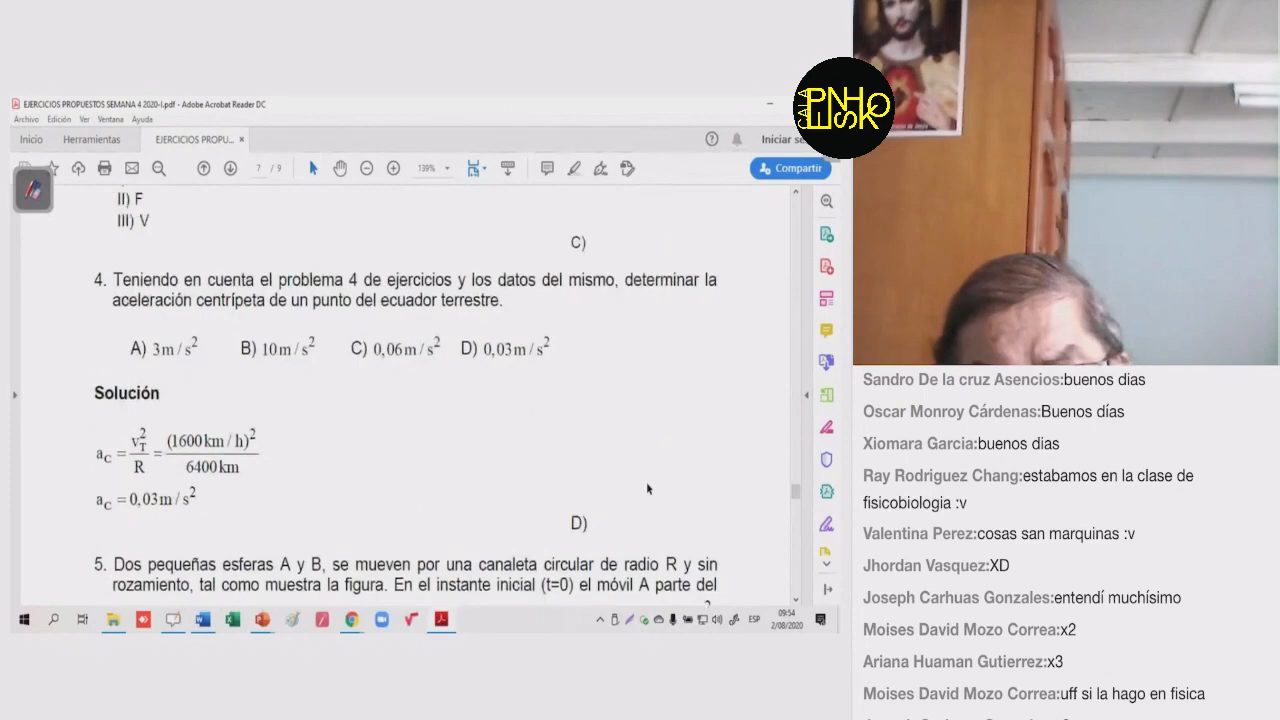 EJERCICIOS PROPUESTOS SEMANA 4 2020-I.pdf - Adobe Acrobat Reader DC
Archivo Edición Ver Ventana Ayuda
Inicio Herramientas EJERCICIOS PROPU... × Iniciar se
7 / 9 139% Compartir
II) F
III) V
C)
4. Teniendo en cuenta el problema 4 de ejercicios y los datos del mismo, determinar la
aceleración centrípeta de un punto del ecuador terrestre.
A) 3m/s² B) 10m/s² C) 0,06m/s² D) 0,03m/s²
Solución
a_C = v_T²/R = (1600km/h)²/6400km
a_C = 0,03m/s²
D)
5. Dos pequeñas esferas A y B, se mueven por una canaleta circular de radio R y sin
rozamiento, tal como muestra la figura. En el instante inicial (t=0) el móvil A parte del
ESP 09:54
2/08/2020
CALA
Sandro De la cruz Asencios:buenos dias
Oscar Monroy Cárdenas:Buenos días
Xiomara Garcia:buenos dias
Ray Rodriguez Chang:estabamos en la clase de
fisicobiologia :v
Valentina Perez:cosas san marquinas :v
Jhordan Vasquez:XD
Joseph Carhuas Gonzales:entendí muchísimo
Moises David Mozo Correa:x2
Ariana Huaman Gutierrez:x3
Moises David Mozo Correa:uff si la hago en fisica